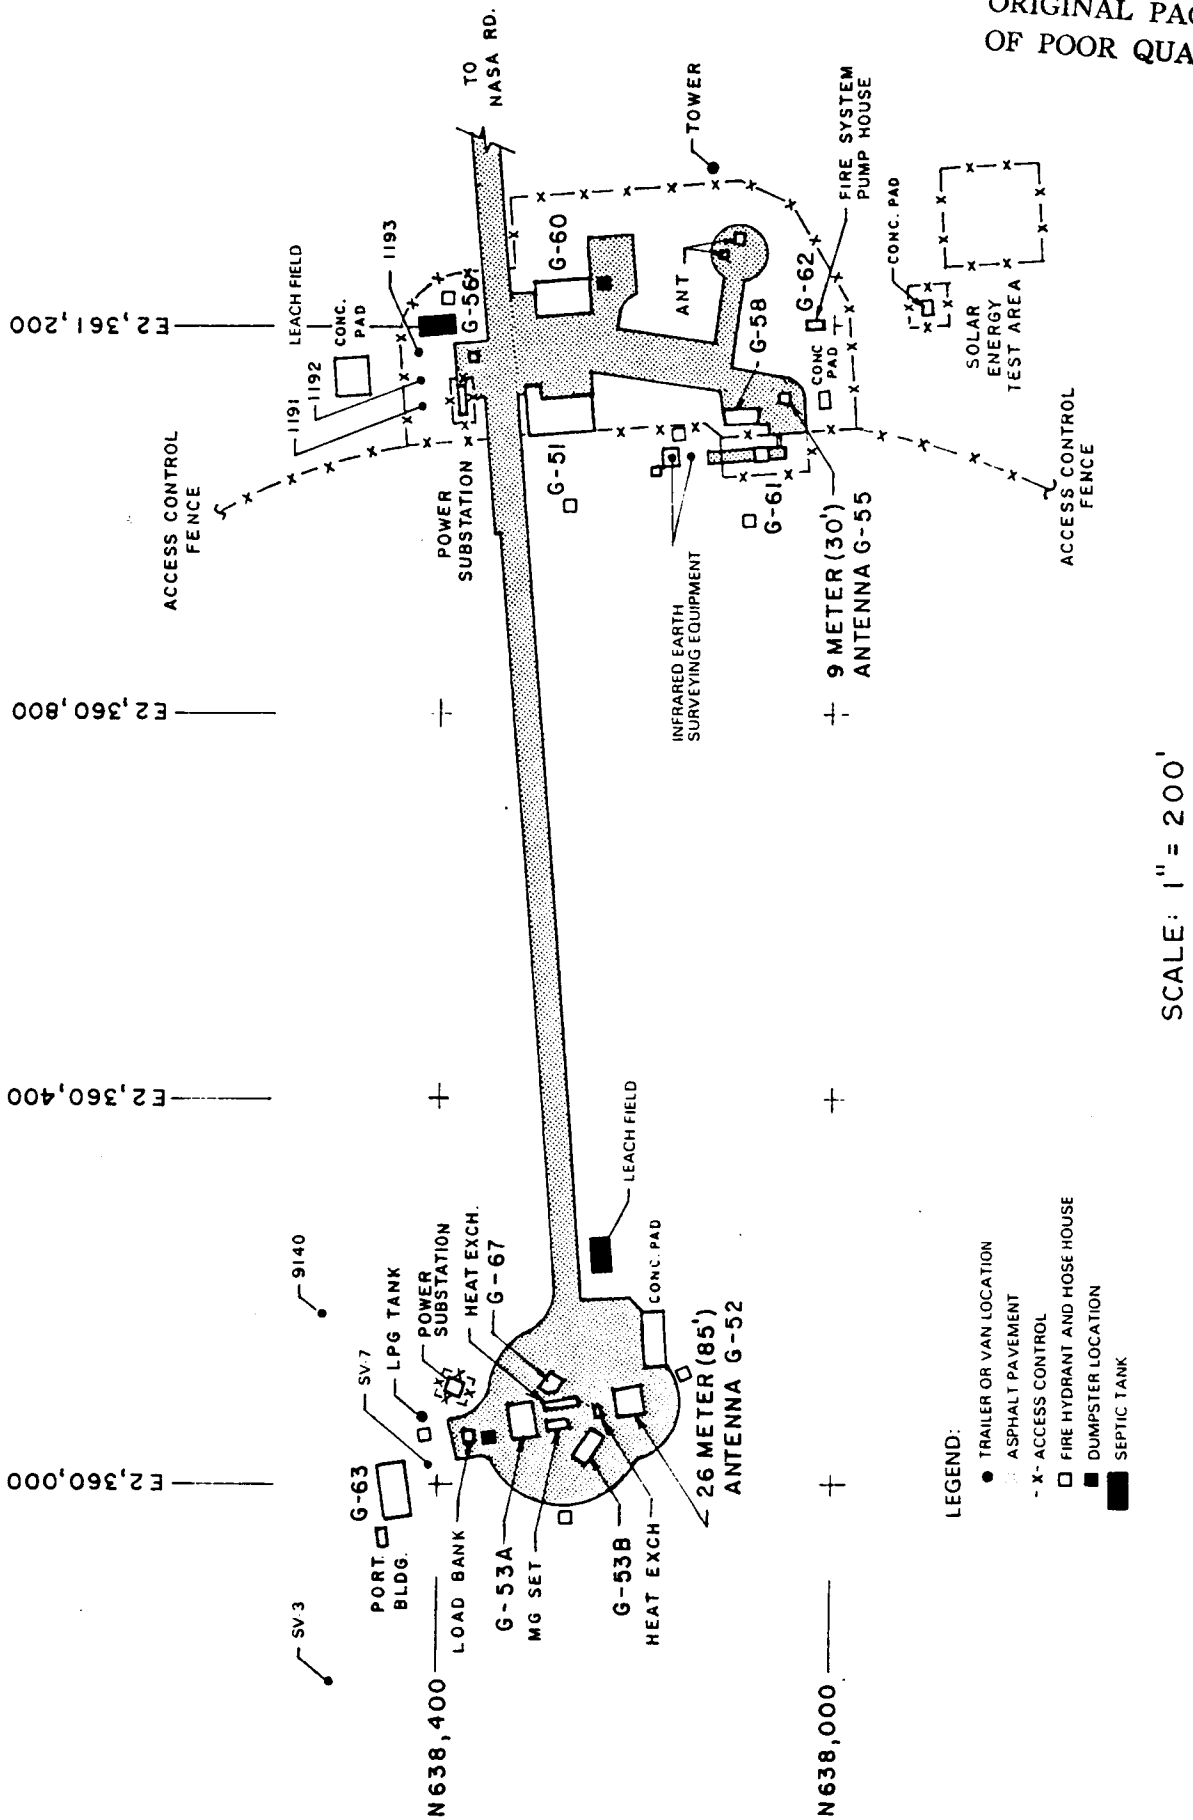 ORIGINAL PAG
OF POOR QUA
TO
NASA RD.
TOWER
FIRE SYSTEM
PUMP HOUSE
CONC. PAD
SOLAR
ENERGY
TEST AREA
ACCESS CONTROL
FENCE
E2,361,200
LEACH FIELD
CONC.
PAD
1193
1192
1191
G-56
G-60
ANT
G-62
G-58
CONC
PAD
ACCESS CONTROL
FENCE
POWER
SUBSTATION
G-51
G-61
INFRARED EARTH
SURVEYING EQUIPMENT
9 METER (30')
ANTENNA G-55
E2,360,800
E2,360,400
E2,360,000
9140
LPG TANK
SV-7
POWER
SUBSTATION
HEAT EXCH.
G-67
LEACH FIELD
CONC. PAD
26 METER (85')
ANTENNA G-52
G-63
PORT.
BLDG.
SV-3
LOAD BANK
G-53A
MG SET
G-53B
HEAT EXCH
N638,400
N638,000
LEGEND:
TRAILER OR VAN LOCATION
ASPHALT PAVEMENT
-X- ACCESS CONTROL
FIRE HYDRANT AND HOSE HOUSE
DUMPSTER LOCATION
SEPTIC TANK
SCALE: 1" = 200'